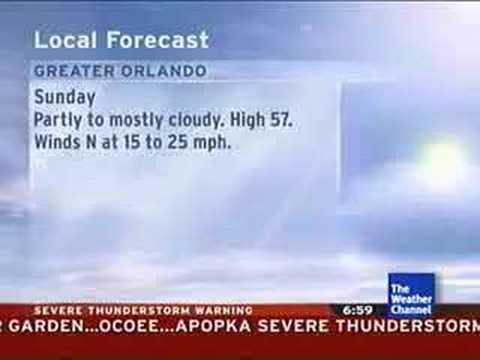 Local Forecast
GREATER ORLANDO
Sunday
Partly to mostly cloudy. High 57.
Winds N at 15 to 25 mph.
The
Weather
Channel
SEVERE THUNDERSTORM WARNING 6:59
R GARDEN...OCOEE...APOPKA SEVERE THUNDERSTORM